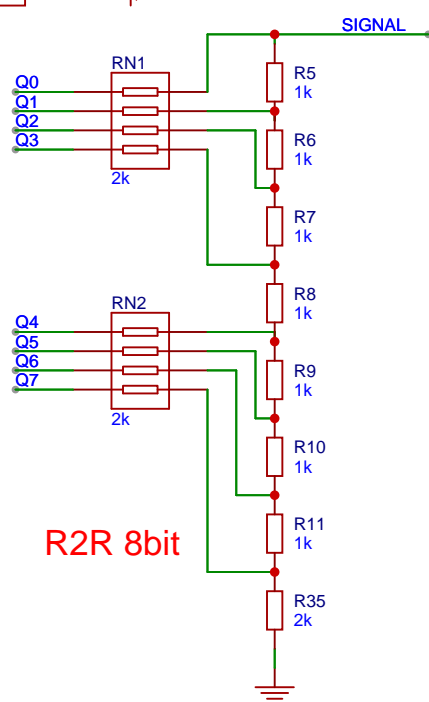 SIGNAL
RN1
Q0
Q1
Q2
Q3
2k
R5
1k
R6
1k
R7
1k
R8
1k
RN2
Q4
Q5
Q6
Q7
2k
R9
1k
R10
1k
R11
1k
R2R 8bit
R35
2k